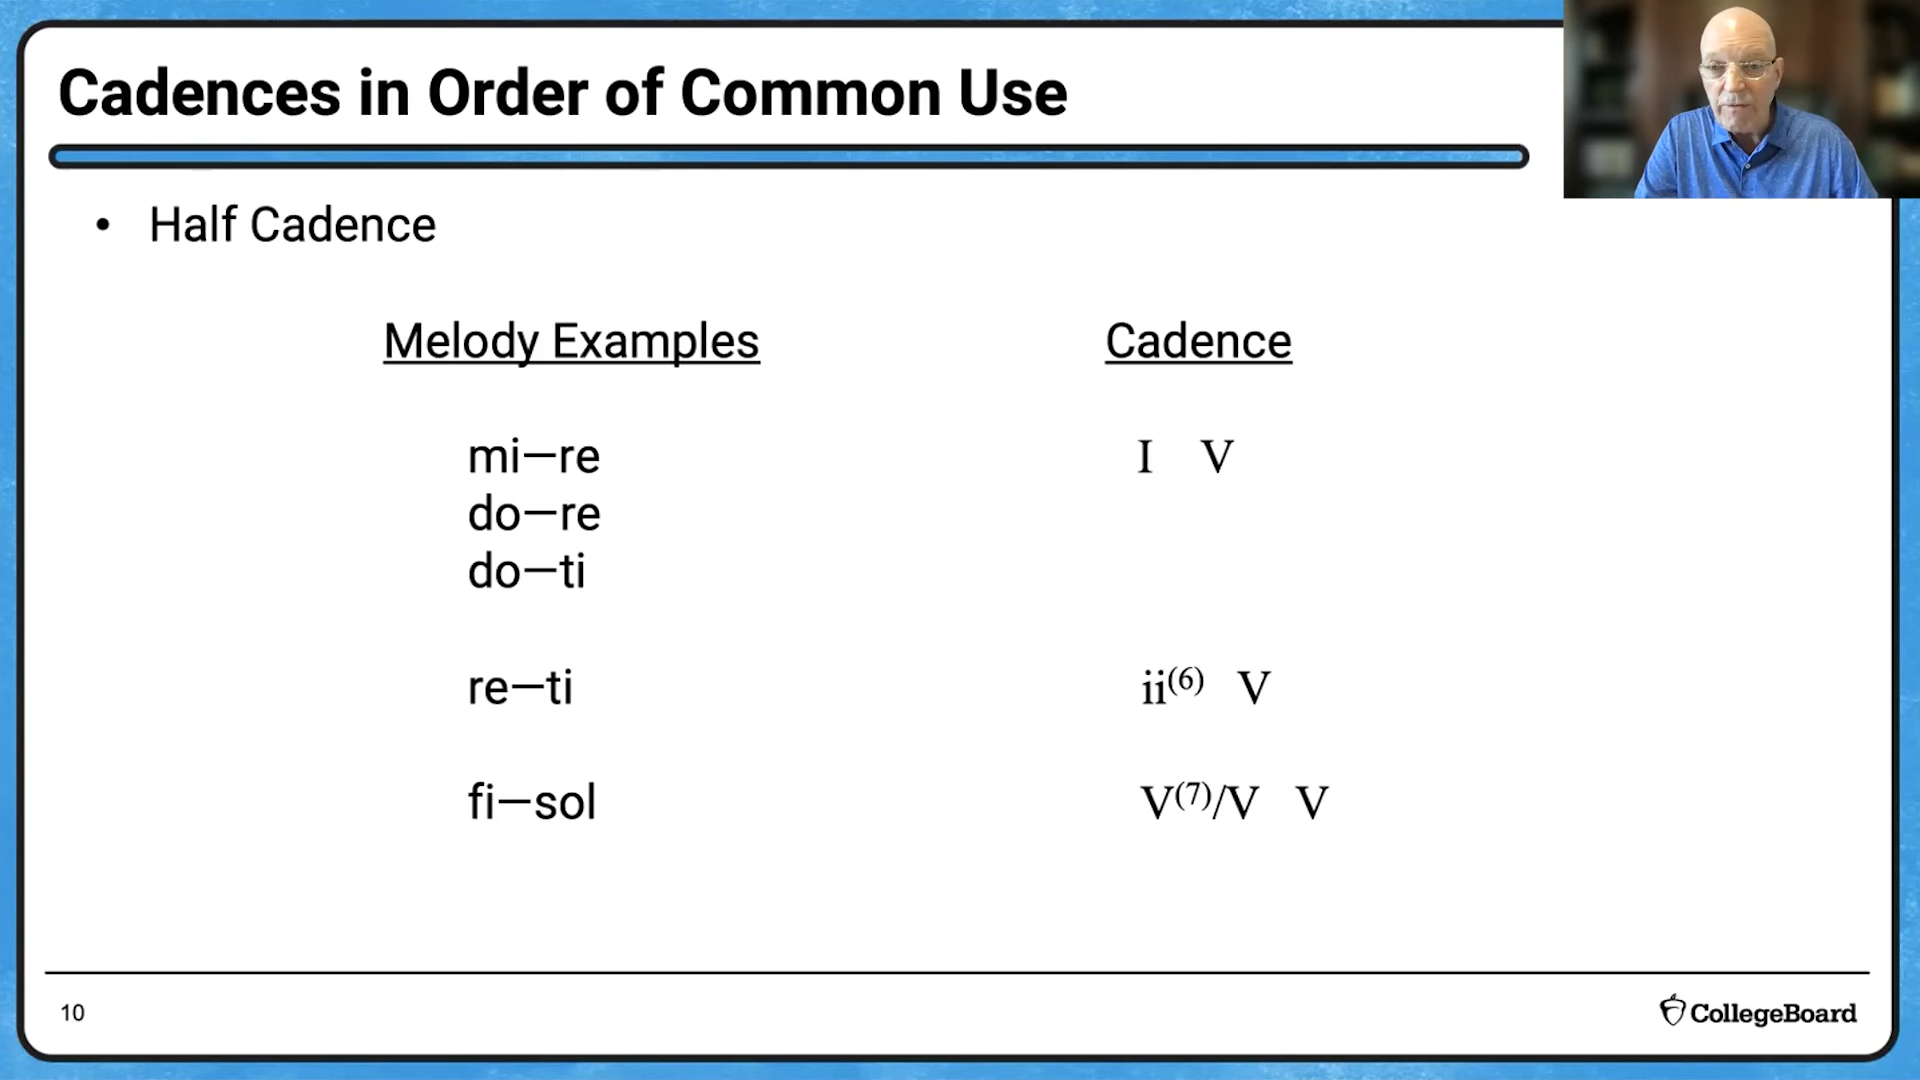 Cadences in Order of Common Use
• Half Cadence
Melody Examples Cadence
mi—re I V
do—re
do—ti
re—ti ii⁽⁶⁾ V
fi—sol V⁽⁷⁾/V V
10 CollegeBoard